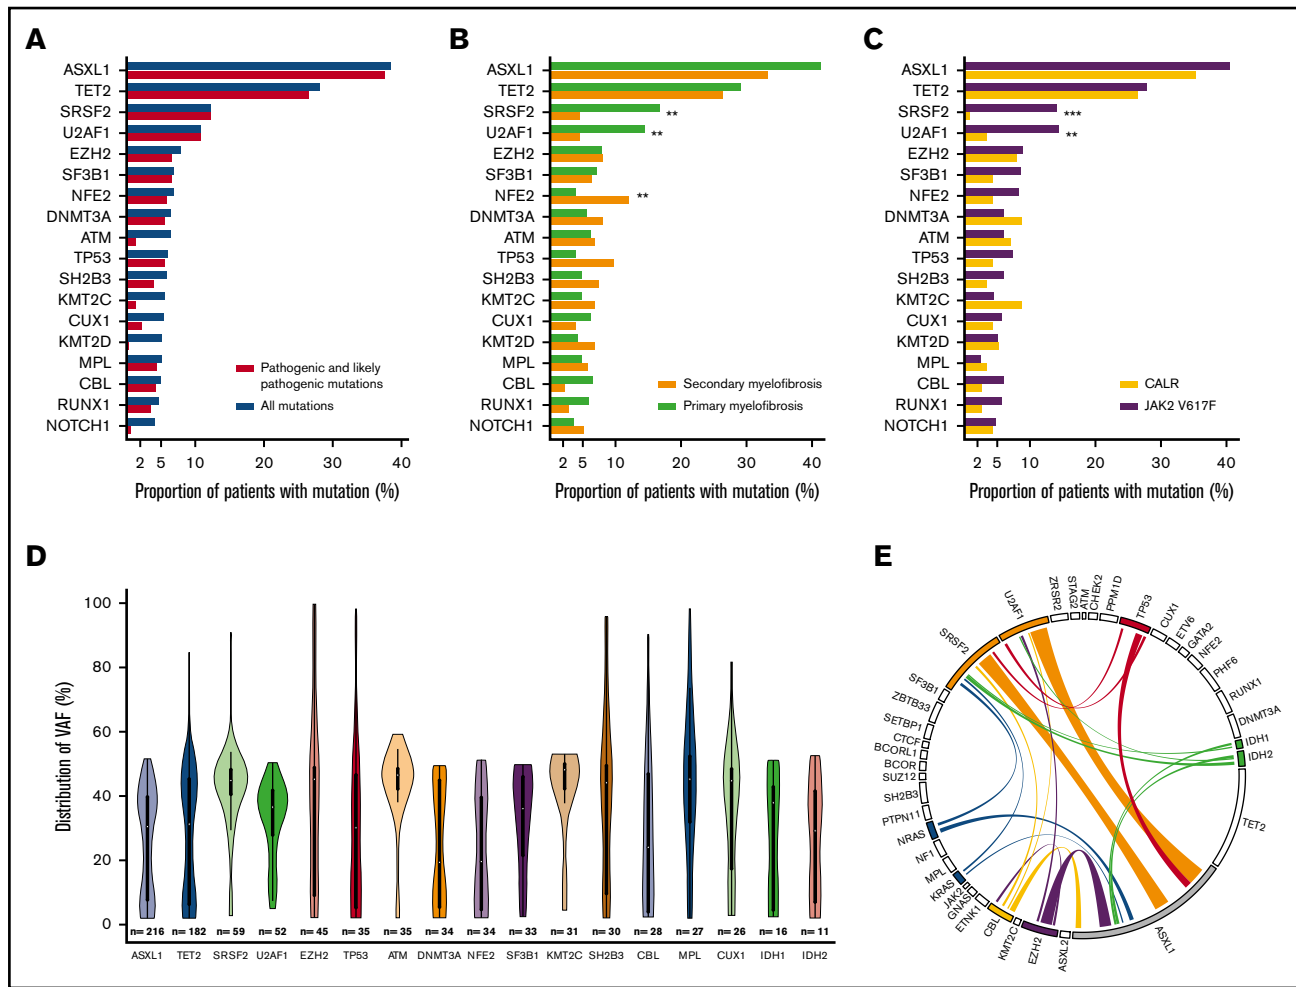 A
ASXL1
TET2
SRSF2
U2AF1
EZH2
SF3B1
NFE2
DNMT3A
ATM
TP53
SH2B3
KMT2C
CUX1
KMT2D
MPL
CBL
RUNX1
NOTCH1
Pathogenic and likely
pathogenic mutations
All mutations
2 5 10 20 30 40
Proportion of patients with mutation (%)
B
ASXL1
TET2
SRSF2
**
U2AF1
**
EZH2
SF3B1
NFE2
**
DNMT3A
ATM
TP53
SH2B3
KMT2C
CUX1
KMT2D
MPL
CBL
RUNX1
NOTCH1
Secondary myelofibrosis
Primary myelofibrosis
2 5 10 20 30 40
Proportion of patients with mutation (%)
C
ASXL1
TET2
SRSF2
***
U2AF1
**
EZH2
SF3B1
NFE2
DNMT3A
ATM
TP53
SH2B3
KMT2C
CUX1
KMT2D
MPL
CBL
RUNX1
NOTCH1
CALR
JAK2 V617F
2 5 10 20 30 40
Proportion of patients with mutation (%)
D
Distribution of VAF (%)
100
80
60
40
20
0
n= 216 n= 182 n= 59 n= 52 n= 45 n= 35 n= 35 n= 34 n= 34 n= 33 n= 31 n= 30 n= 28 n= 27 n= 26 n= 16 n= 11
ASXL1 TET2 SRSF2 U2AF1 EZH2 TP53 ATM DNMT3A NFE2 SF3B1 KMT2C SH2B3 CBL MPL CUX1 IDH1 IDH2
E
U2AF1
ZRSR2
STAG2
ATM
CHEK2
PPM1D
TP53
CUX1
ETV6
GATA2
NFE2
PHF6
RUNX1
DNMT3A
IDH1
IDH2
TET2
ASXL1
ASXL2
EZH2
KMT2C
CBL
ETNK1
GNAS
JAK2
KRAS
MPL
NF1
NRAS
PTPN11
SH2B3
SUZ12
BCOR
BCORL1
CTCF
SETBP1
ZBTB33
SF3B1
SRSF2